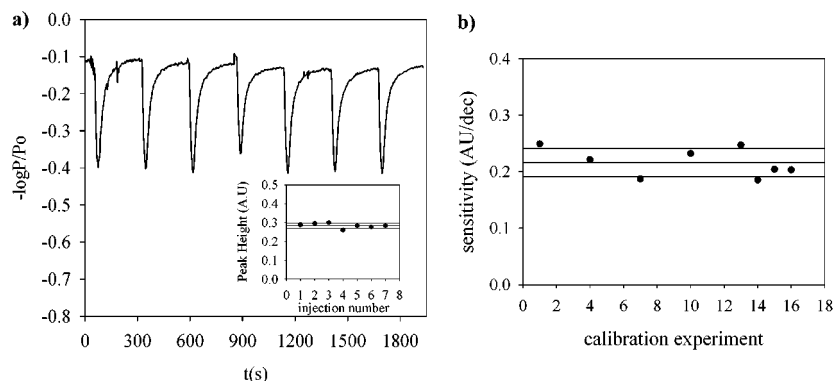 a)
0.0
-0.1
-0.2
-0.3
-0.4
-0.5
-0.6
-0.7
-0.8
-logP/Po
0 300 600 900 1200 1500 1800
t(s)
0.5
0.4
0.3
0.2
0.1
0.0
Peak Height (A.U)
0 1 2 3 4 5 6 7 8
injection number
b)
0.4
0.3
0.2
0.1
0.0
sensitivity (AU/dec)
0 2 4 6 8 10 12 14 16 18
calibration experiment